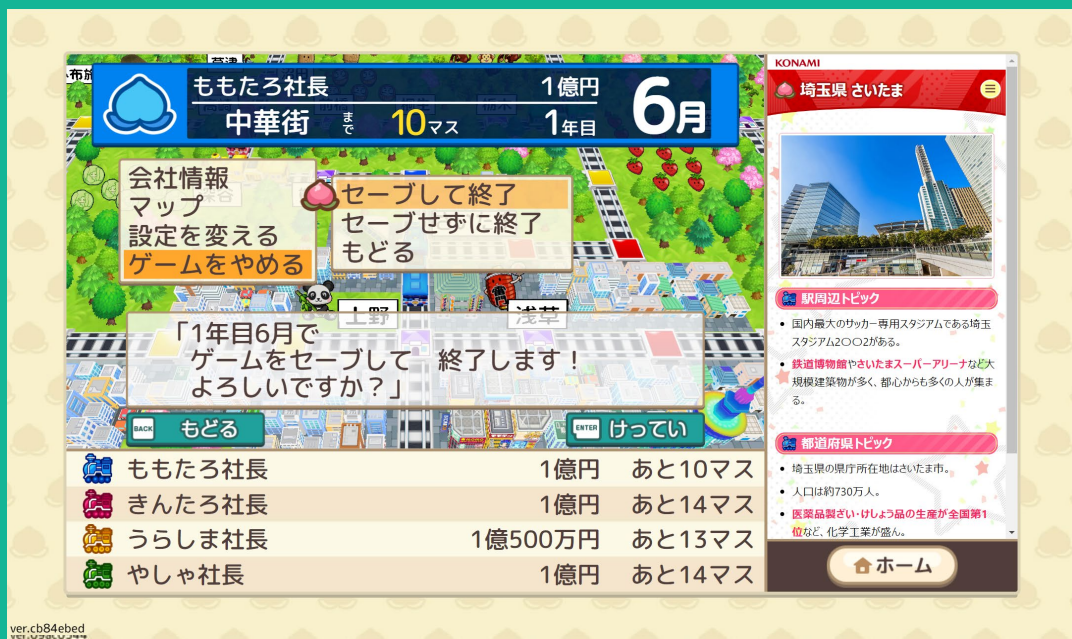 ももたろ社長 1億円
中華街 まで 10マス 1年目
6月
会社情報
マップ
設定を変える
ゲームをやめる
セーブして終了
セーブせずに終了
もどる
上野
浅草
「1年目6月で
ゲームをセーブして 終了します!
よろしいですか?」
BACK もどる
ENTER けってい
ももたろ社長 1億円 あと10マス
きんたろ社長 1億円 あと14マス
うらしま社長 1億500万円 あと13マス
やしゃ社長 1億円 あと14マス
KONAMI
埼玉県 さいたま
駅周辺トピック
国内最大のサッカー専用スタジアムである埼玉
スタジアム2〇〇2がある。
鉄道博物館やさいたまスーパーアリーナなど大
規模建築物が多く、都心からも多くの人が集ま
る。
都道府県トピック
埼玉県の県庁所在地はさいたま市。
人口は約730万人。
医薬品製ざい・けしょう品の生産が全国第1
位など、化学工業が盛ん。
ホーム
ver.cb84ebed